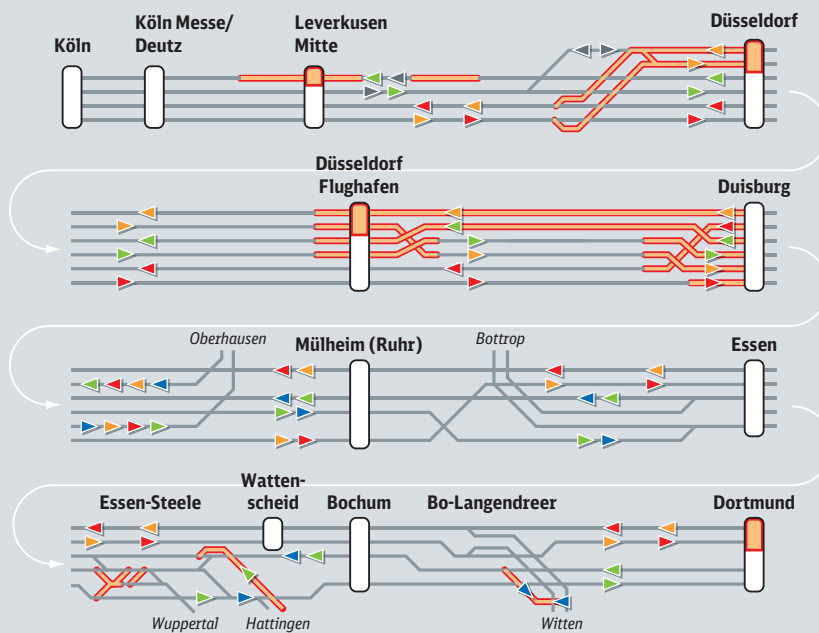 Köln
Köln Messe/
Deutz
Leverkusen
Mitte
Düsseldorf
Düsseldorf
Flughafen
Duisburg
Oberhausen
Mülheim (Ruhr)
Bottrop
Essen
Essen-Steele
Watten-
scheid
Bochum
Bo-Langendreer
Dortmund
Wuppertal
Hattingen
Witten